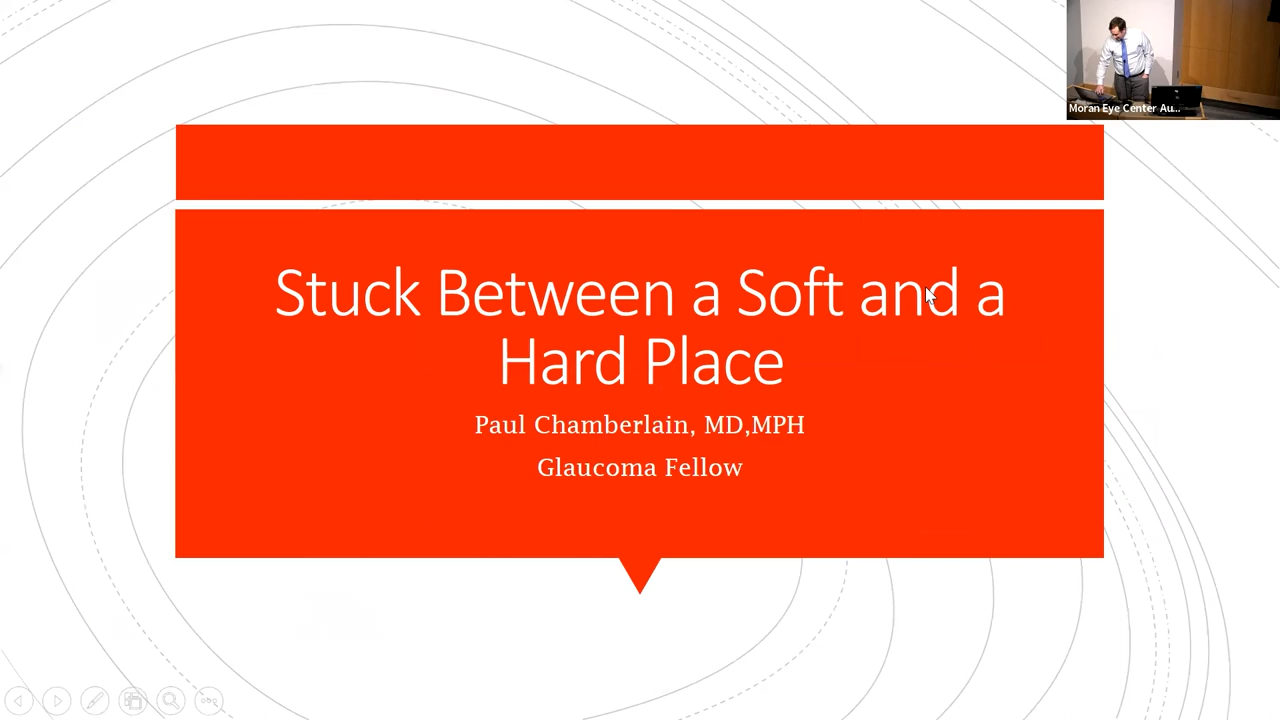 Moran Eye Center Au...
Stuck Between a Soft and a
Hard Place
Paul Chamberlain, MD,MPH
Glaucoma Fellow